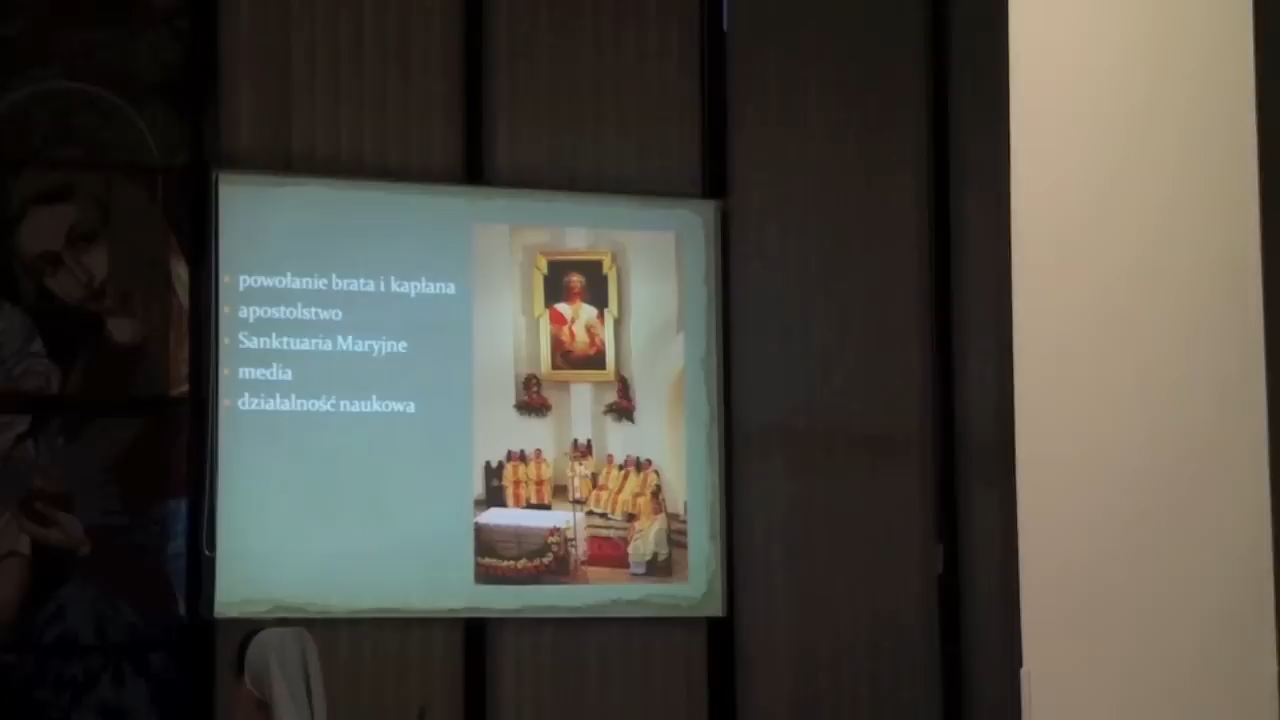 powołanie brata i kapłana
apostolstwo
Sanktuaria Maryjne
media
działalność naukowa